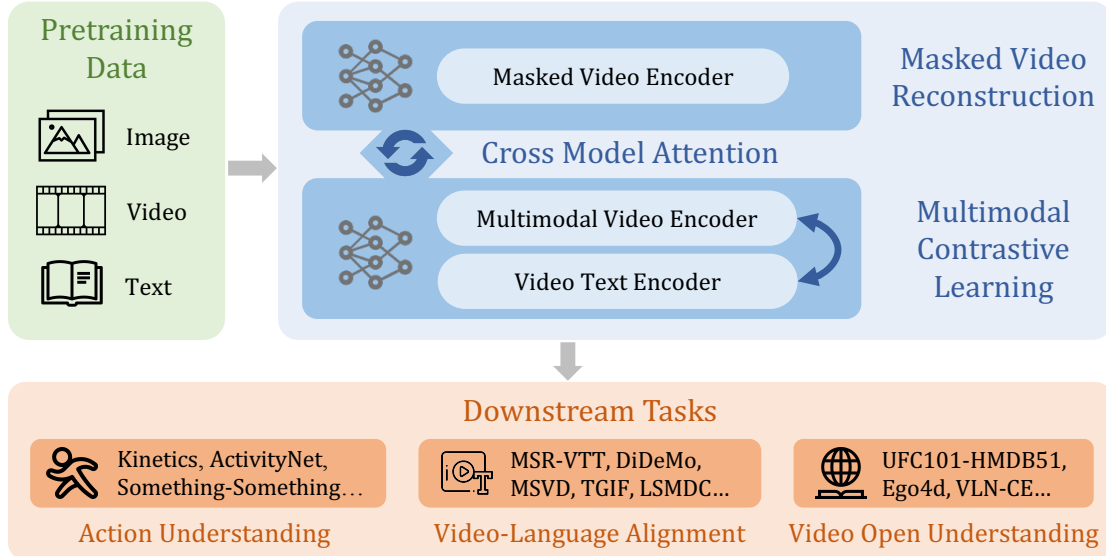 Pretraining
Data
Image
Video
Text
Masked Video Encoder
Masked Video
Reconstruction
Cross Model Attention
Multimodal Video Encoder
Video Text Encoder
Multimodal
Contrastive
Learning
Downstream Tasks
Kinetics, ActivityNet,
Something-Something…
Action Understanding
i
T
MSR-VTT, DiDeMo,
MSVD, TGIF, LSMDC…
Video-Language Alignment
UFC101-HMDB51,
Ego4d, VLN-CE…
Video Open Understanding